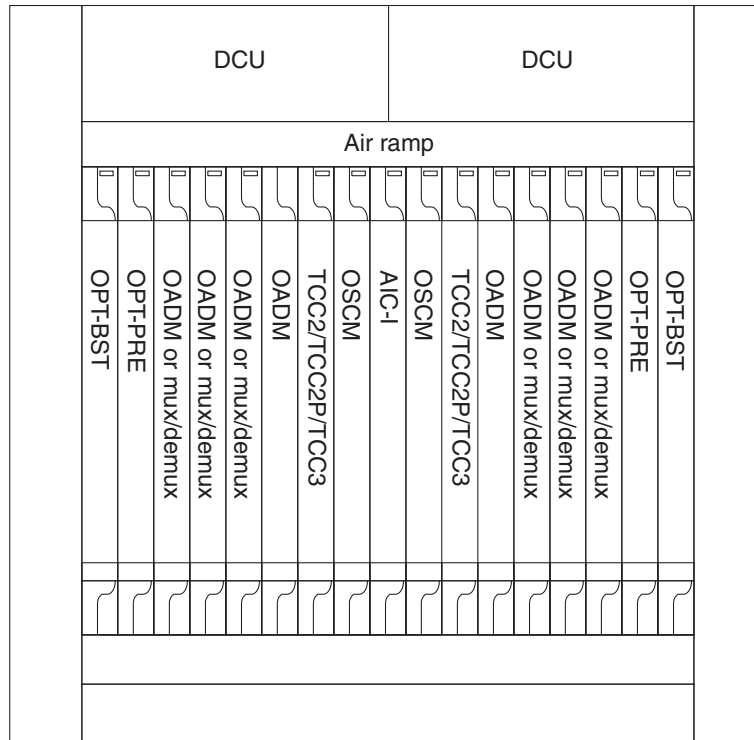 DCU
DCU
Air ramp
OPT-BST
OPT-PRE
OADM or mux/demux
OADM or mux/demux
OADM or mux/demux
OADM
TCC2/TCC2P/TCC3
OSCM
AIC-I
OSCM
TCC2/TCC2P/TCC3
OADM
OADM or mux/demux
OADM or mux/demux
OADM or mux/demux
OPT-PRE
OPT-BST